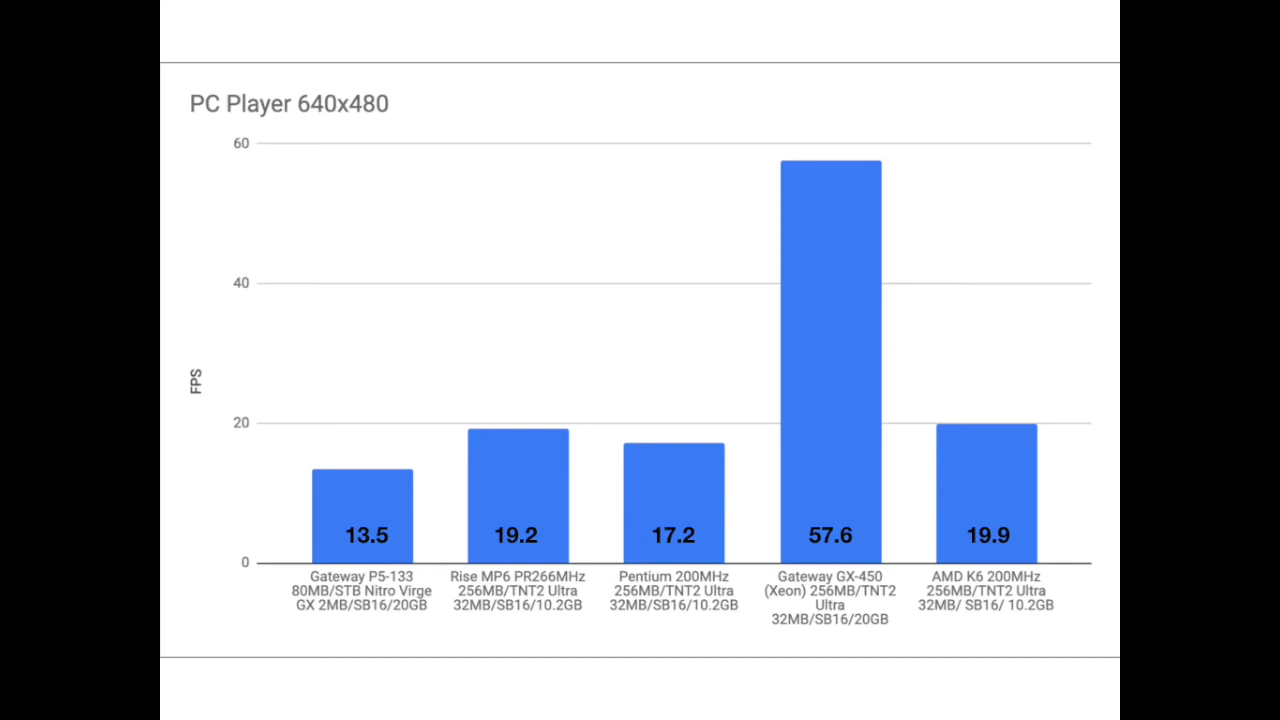 PC Player 640x480
60
40
20
0
FPS
13.5
19.2
17.2
57.6
19.9
Gateway P5-133
80MB/STB Nitro Virge
GX 2MB/SB16/20GB
Rise MP6 PR266MHz
256MB/TNT2 Ultra
32MB/SB16/10.2GB
Pentium 200MHz
256MB/TNT2 Ultra
32MB/SB16/10.2GB
Gateway GX-450
(Xeon) 256MB/TNT2
Ultra
32MB/SB16/20GB
AMD K6 200MHz
256MB/TNT2 Ultra
32MB/ SB16/ 10.2GB